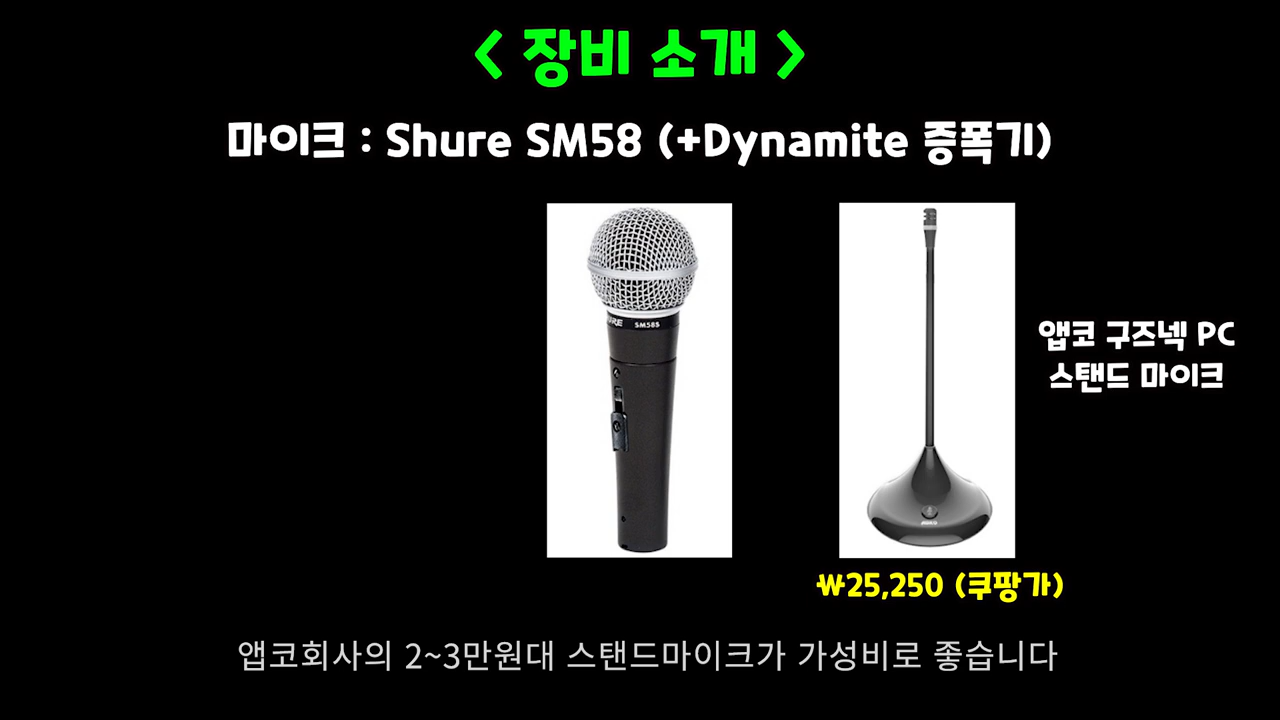 < 장비 소개 >
마이크 : Shure SM58 (+Dynamite 증폭기)
SM58S
앱코 구즈넥 PC
스탠드 마이크
₩25,250 (쿠팡가)
앱코회사의 2~3만원대 스탠드마이크가 가성비로 좋습니다